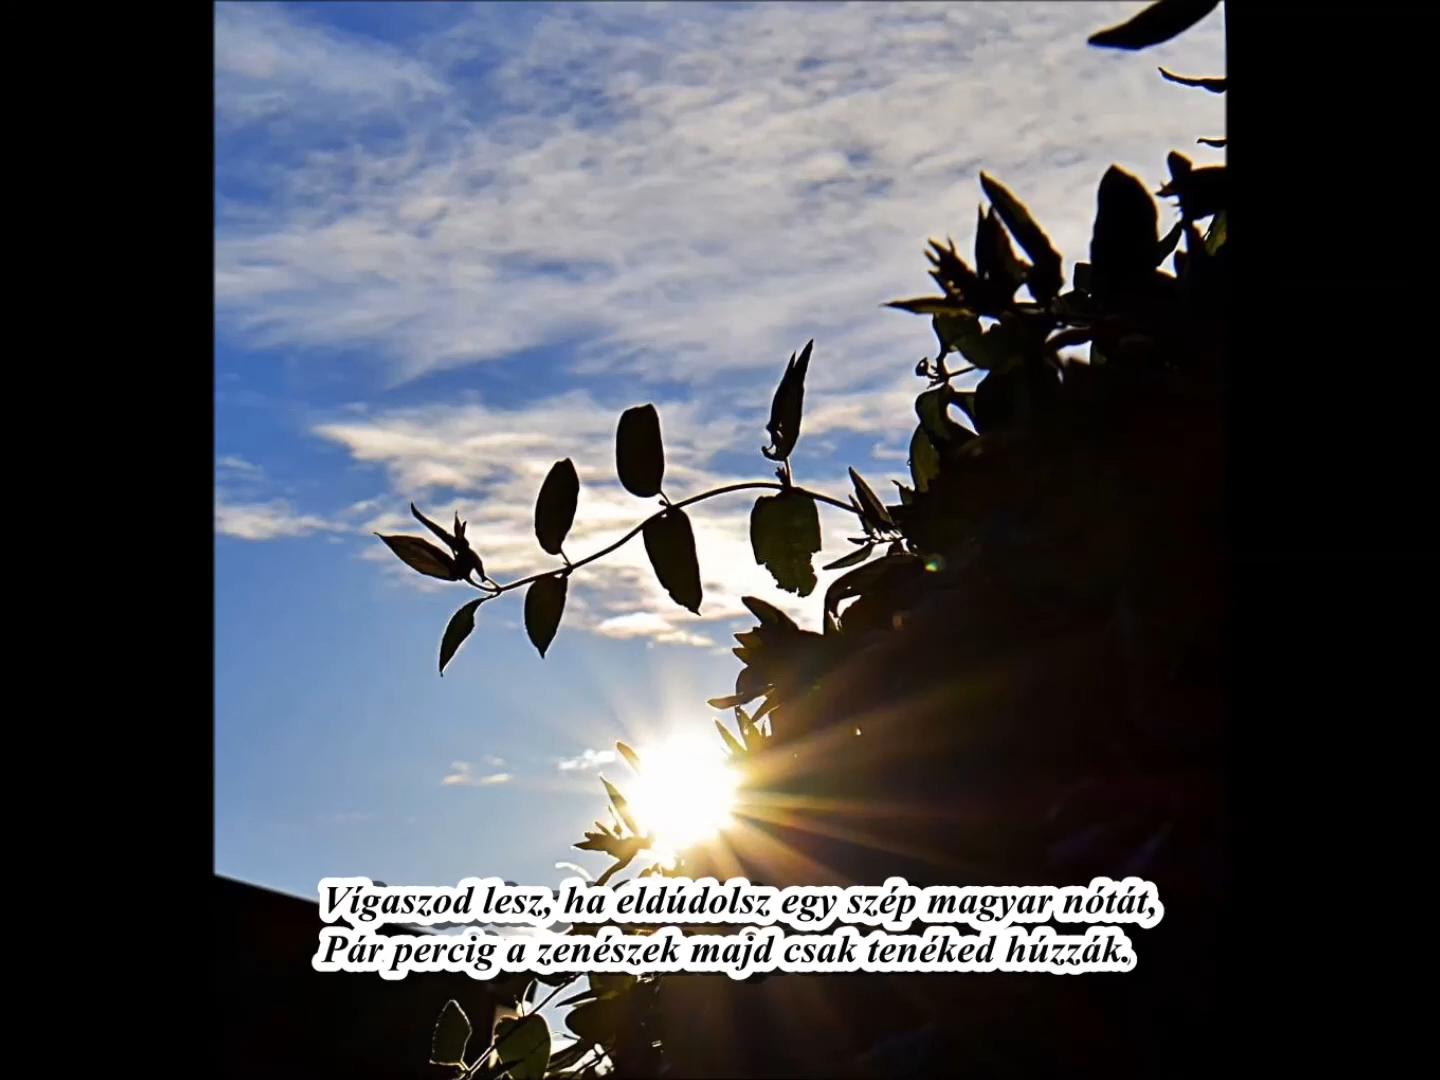 Vígaszod lesz, ha eldúdolsz egy szép magyar nótát,
Pár percig a zenészek majd csak tenéked húzzák.